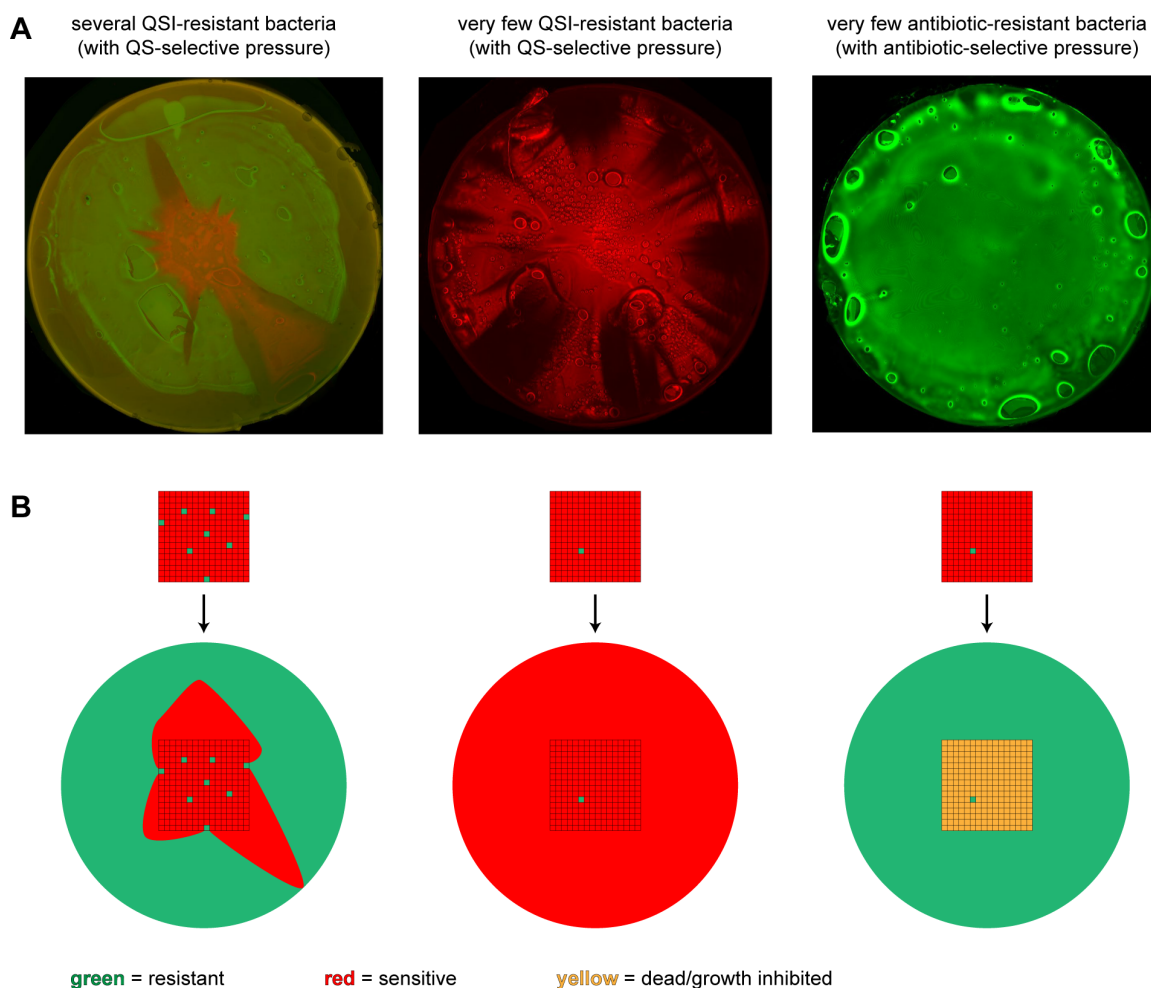 A
several QSI-resistant bacteria
(with QS-selective pressure)
very few QSI-resistant bacteria
(with QS-selective pressure)
very few antibiotic-resistant bacteria
(with antibiotic-selective pressure)
B
green = resistant
red = sensitive
yellow = dead/growth inhibited